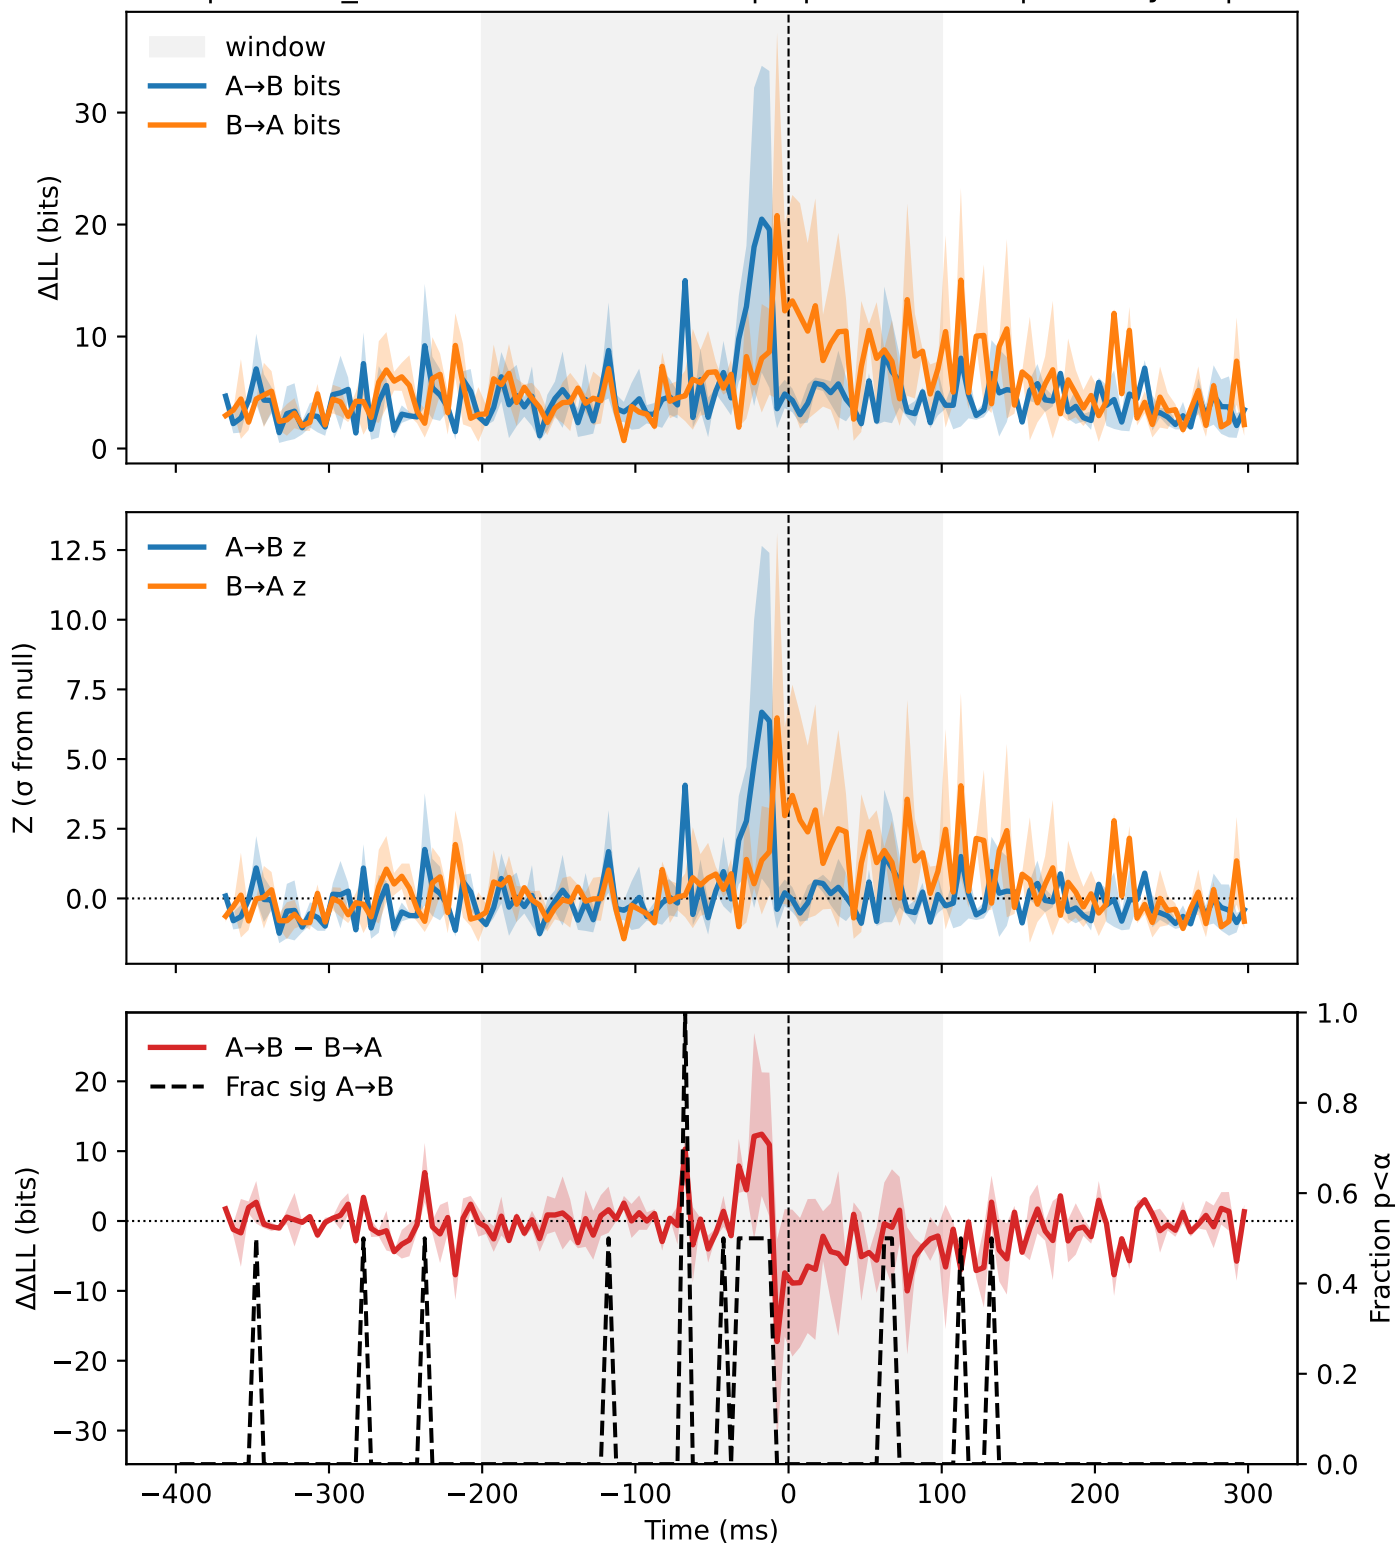 window
A→B bits
B→A bits
30
20
10
0
ΔLL (bits)
A→B z
B→A z
12.5
10.0
7.5
5.0
2.5
0.0
Z (σ from null)
A→B − B→A
Frac sig A→B
20
10
0
−10
−20
−30
ΔΔLL (bits)
1.0
0.8
0.6
0.4
0.2
0.0
Fraction p<α
−400 −300 −200 −100 0 100 200 300
Time (ms)